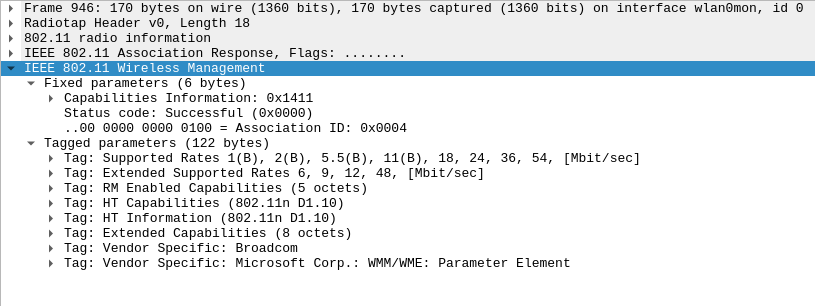 Frame 946: 170 bytes on wire (1360 bits), 170 bytes captured (1360 bits) on interface wlan0mon, id 0
Radiotap Header v0, Length 18
802.11 radio information
IEEE 802.11 Association Response, Flags: ........
IEEE 802.11 Wireless Management
Fixed parameters (6 bytes)
Capabilities Information: 0x1411
Status code: Successful (0x0000)
..00 0000 0000 0100 = Association ID: 0x0004
Tagged parameters (122 bytes)
Tag: Supported Rates 1(B), 2(B), 5.5(B), 11(B), 18, 24, 36, 54, [Mbit/sec]
Tag: Extended Supported Rates 6, 9, 12, 48, [Mbit/sec]
Tag: RM Enabled Capabilities (5 octets)
Tag: HT Capabilities (802.11n D1.10)
Tag: HT Information (802.11n D1.10)
Tag: Extended Capabilities (8 octets)
Tag: Vendor Specific: Broadcom
Tag: Vendor Specific: Microsoft Corp.: WMM/WME: Parameter Element